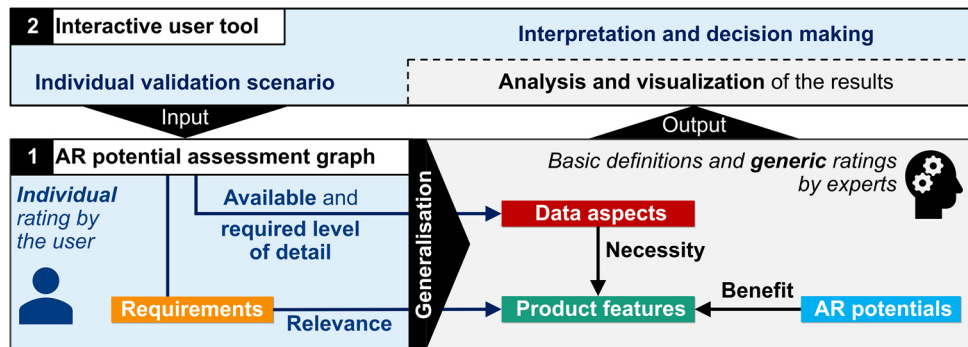 2 Interactive user tool
Interpretation and decision making
Individual validation scenario
Analysis and visualization of the results
Input
Output
1 AR potential assessment graph
Individual
rating by
the user
Available and
required level
of detail
Requirements
Relevance
Generalisation
Basic definitions and generic ratings
by experts
Data aspects
Necessity
Product features
Benefit
AR potentials